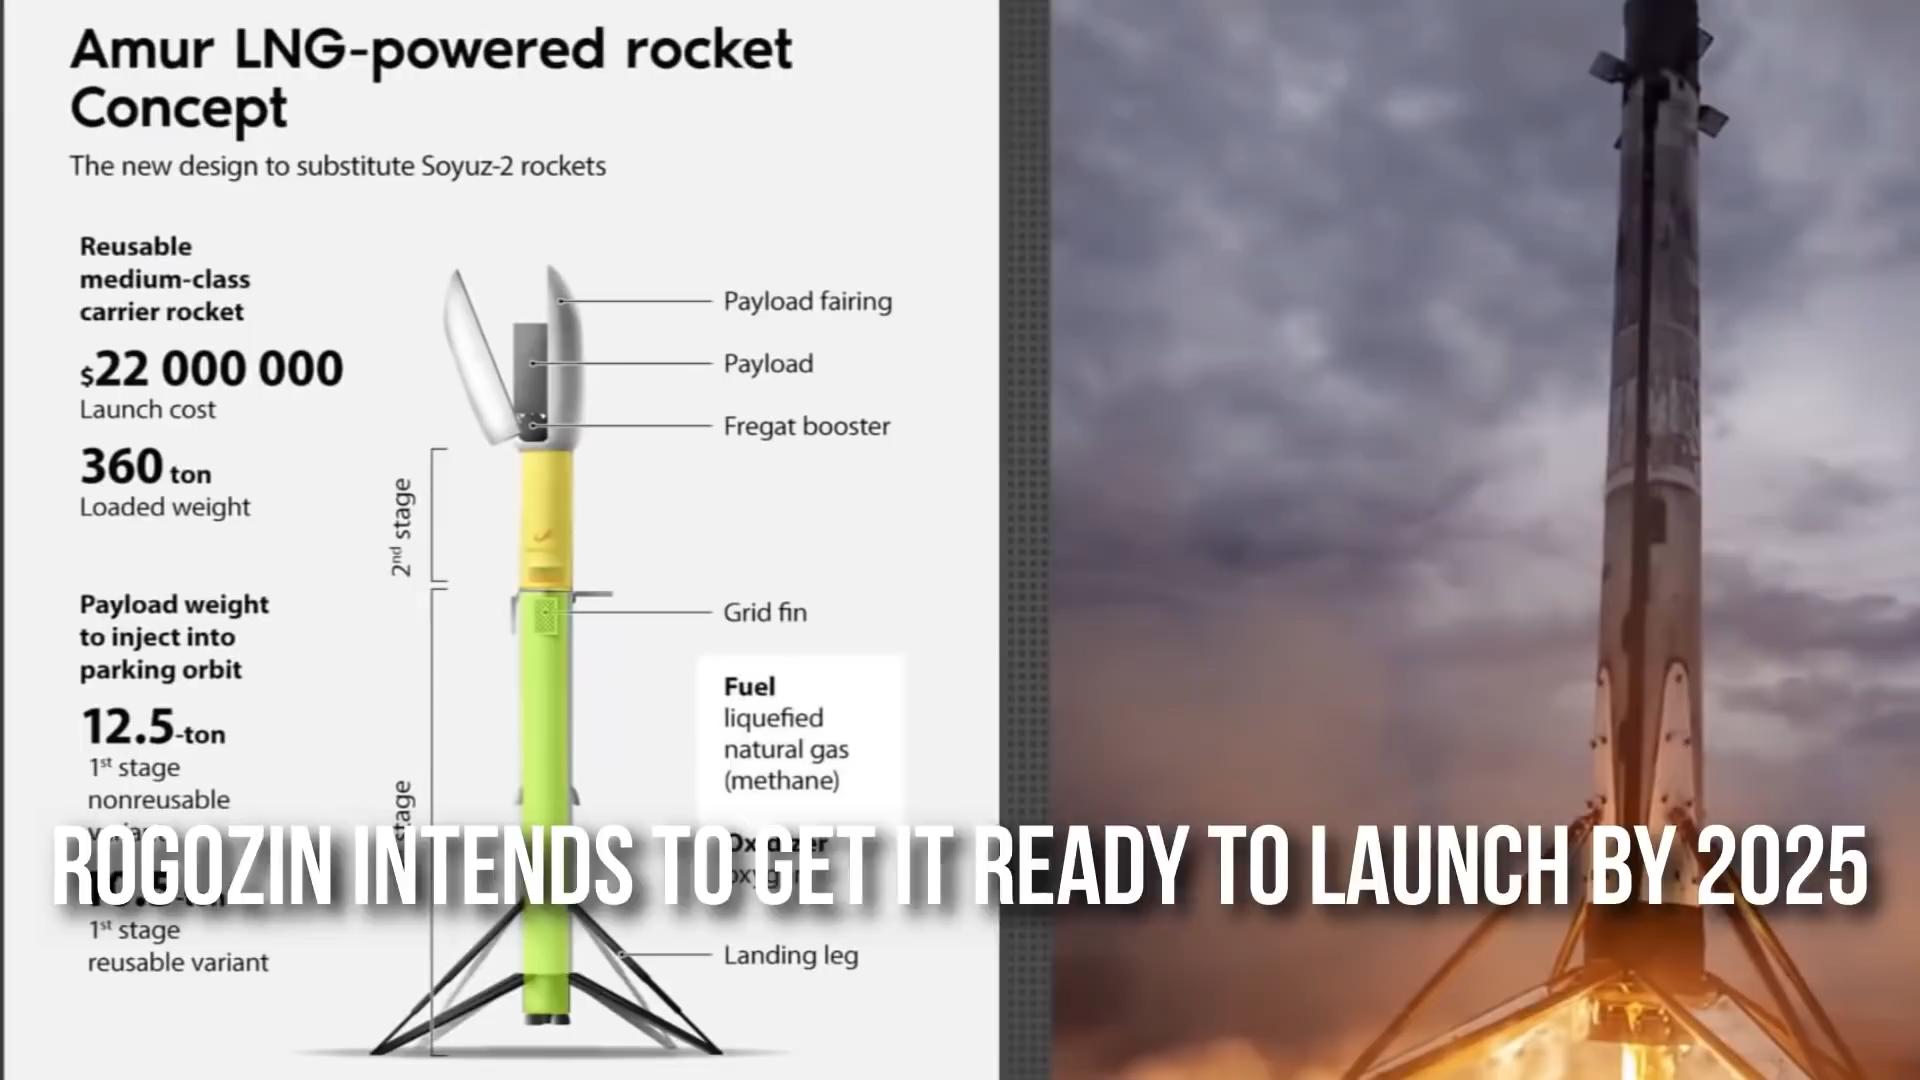 Amur LNG-powered rocket
Concept
The new design to substitute Soyuz-2 rockets
Reusable
medium-class
carrier rocket
$22 000 000
Launch cost
360 ton
Loaded weight
Payload weight
to inject into
parking orbit
12.5-ton
1st stage
nonreusable
1st stage
reusable variant
2nd stage
stage
Payload fairing
Payload
Fregat booster
Grid fin
Fuel
liquefied
natural gas
(methane)
Landing leg
ROGOZIN INTENDS TO GET IT READY TO LAUNCH BY 2025